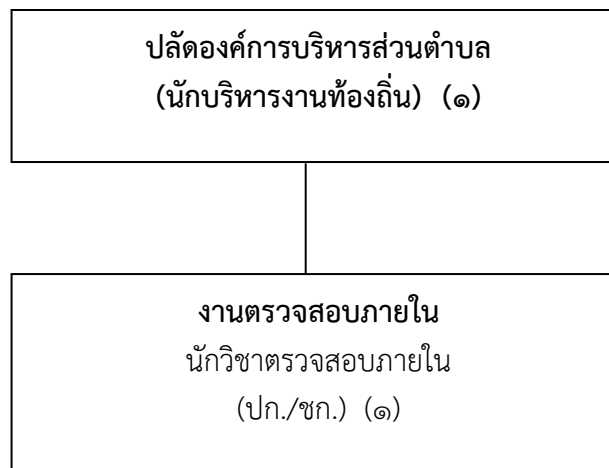 ปลัดองค์การบริหารส่วนตำบล
(นักบริหารงานท้องถิ่น) (๑)
งานตรวจสอบภายใน
นักวิชาตรวจสอบภายใน
(ปก./ชก.) (๑)